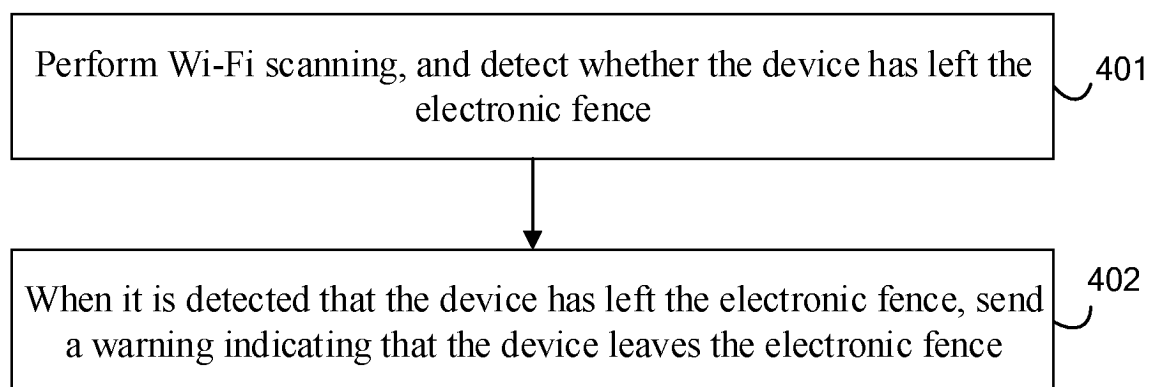 Perform Wi-Fi scanning, and detect whether the device has left the
electronic fence
401
When it is detected that the device has left the electronic fence, send
a warning indicating that the device leaves the electronic fence
402